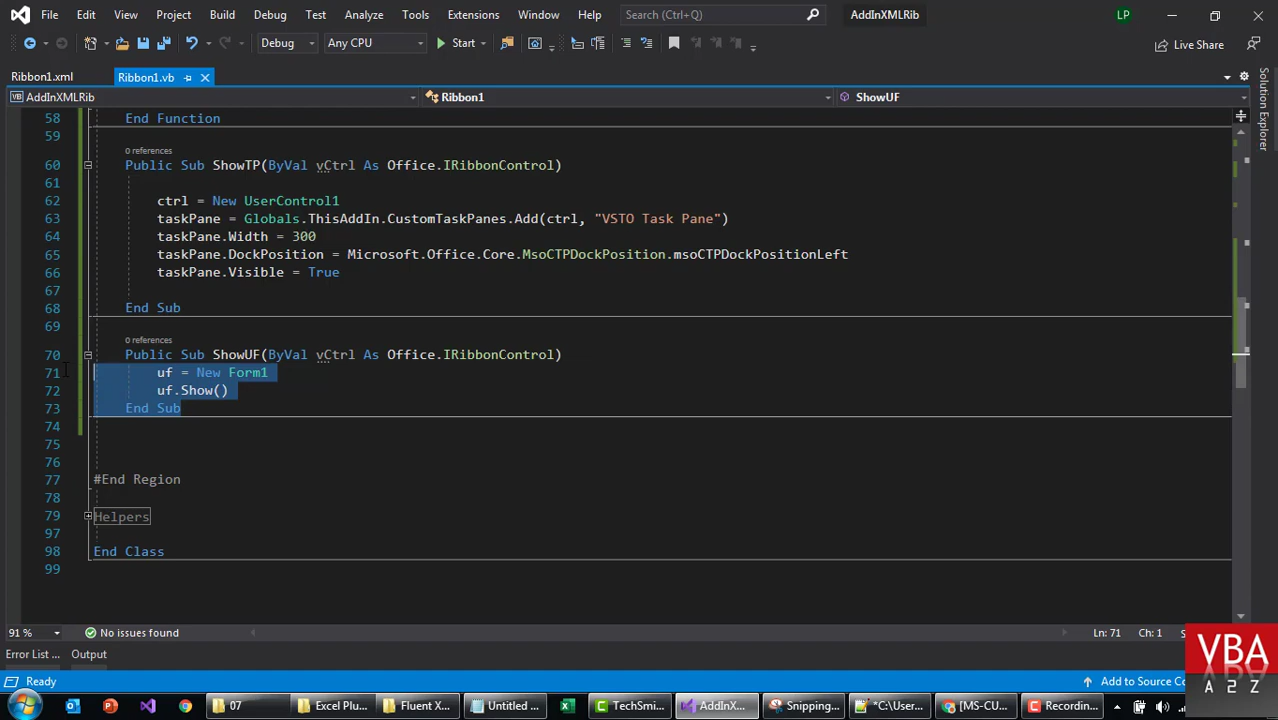 File Edit View Project Build Debug Test Analyze Tools Extensions Window Help Search (Ctrl+Q) AddInXMLRib LP
Debug Any CPU Start Live Share
Ribbon1.xml Ribbon1.vb
VB AddInXMLRib Ribbon1 ShowUF
58 End Function
59
0 references
60 Public Sub ShowTP(ByVal vCtrl As Office.IRibbonControl)
61
62 ctrl = New UserControl1
63 taskPane = Globals.ThisAddIn.CustomTaskPanes.Add(ctrl, "VSTO Task Pane")
64 taskPane.Width = 300
65 taskPane.DockPosition = Microsoft.Office.Core.MsoCTPDockPosition.msoCTPDockPositionLeft
66 taskPane.Visible = True
67
68 End Sub
69
0 references
70 Public Sub ShowUF(ByVal vCtrl As Office.IRibbonControl)
71 uf = New Form1
72 uf.Show()
73 End Sub
74
75
76
77 #End Region
78
79 Helpers
97
98 End Class
99
Solution Explorer
91 % No issues found Ln: 71 Ch: 1
Error List ... Output
Ready Add to Source Co
VBA
A 2 Z
07 Excel Plu... Fluent X... Untitled ... TechSmi... AddInX... Snipping... *C:\User... (MS-CU... Recordin...